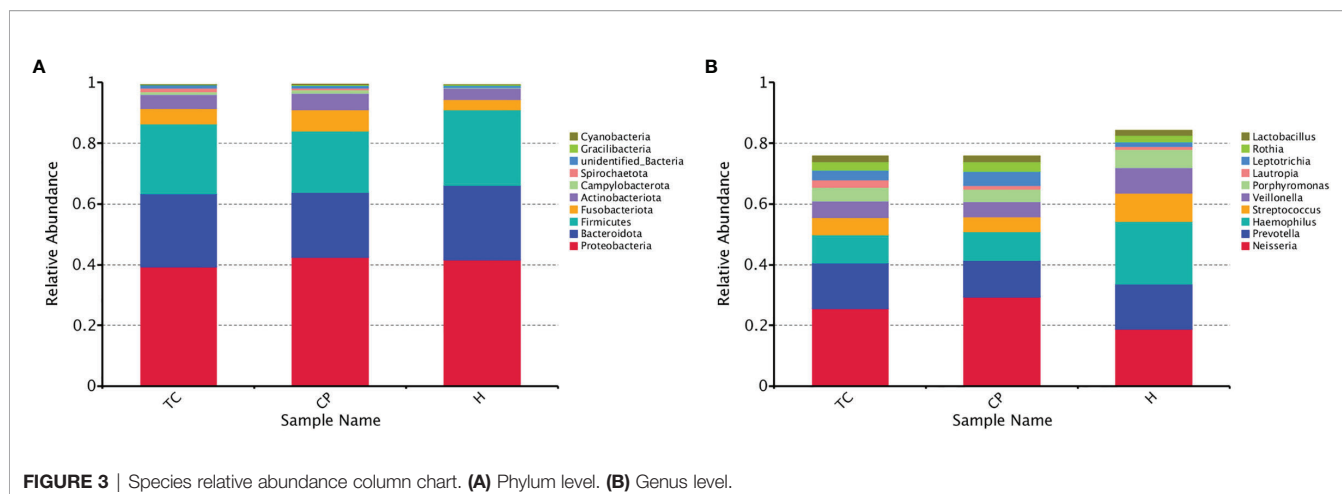 A
Relative Abundance
1
0.8
0.6
0.4
0.2
0
TC
CP
H
Sample Name
Cyanobacteria
Gracilibacteria
unidentified_Bacteria
Spirochaetota
Campylobacterota
Actinobacteriota
Fusobacteriota
Firmicutes
Bacteroidota
Proteobacteria
B
Relative Abundance
1
0.8
0.6
0.4
0.2
0
TC
CP
H
Sample Name
Lactobacillus
Rothia
Leptotrichia
Lautropia
Porphyromonas
Veillonella
Streptococcus
Haemophilus
Prevotella
Neisseria
FIGURE 3 | Species relative abundance column chart. (A) Phylum level. (B) Genus level.